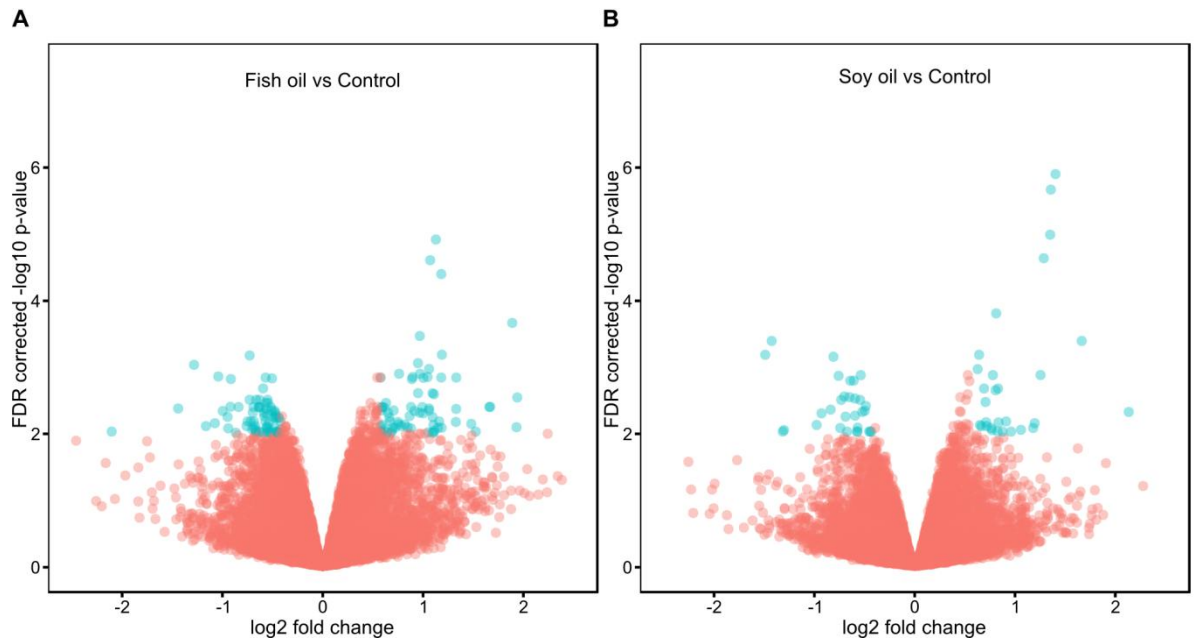 A
Fish oil vs Control
FDR corrected -log10 p-value
6
4
2
0
-2 -1 0 1 2
log2 fold change
B
Soy oil vs Control
FDR corrected -log10 p-value
6
4
2
0
-2 -1 0 1 2
log2 fold change